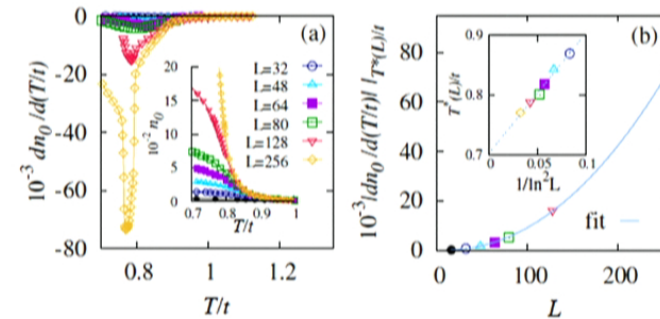 (a)
0
-20
-40
-60
-80
10⁻³ dn₀/d(T/t)
0.8
1
1.2
T/t
20
15
10
5
0
10⁻² n₀
0.7
0.8
0.9
1
T/t
L=32
L=48
L=64
L=80
L=128
L=256
(b)
80
60
40
20
0
10⁻³|dn₀/d(T/t)| |T*(L)/t
0
100
200
L
fit
0.9
0.8
0.7
T*(L)/t
0
0.05
0.1
1/ln²L